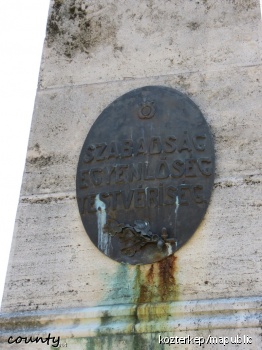 SZABADSÁG
EGYENLŐSÉG
TESTVÉRISÉG
county
kozterkep/mapublic